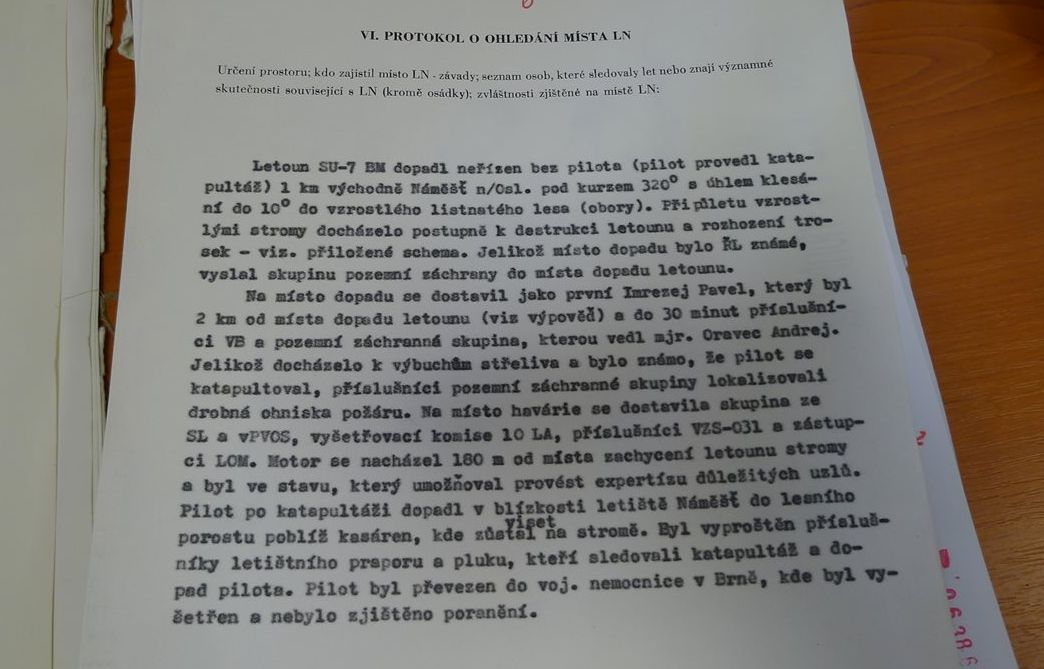 VI. PROTOKOL O OHLEDÁNÍ MÍSTA LN
Určení prostoru; kdo zajistil místo LN - závady; seznam osob, které sledovaly let nebo znají významné
skutečnosti související s LN (kromě osádky); zvláštnosti zjištěné na místě LN:
Letoun SU-7 BM dopadl neřízen bez pilota (pilot provedl kata-
pultáž) 1 km východně Náměšť n/Osl. pod kurzem 320° s úhlem klesá-
ní do 10° do vzrostlého listnatého lesa (obory). Při průletu vzrost-
lými stromy docházelo postupně k destrukci letounu a rozhození tro-
sek - viz. přiložené schema. Jelikož místo dopadu bylo ŘL známé,
vyslal skupinu pozemní záchrany do místa dopadu letounu.
Na místo dopadu se dostavil jako první Imrezej Pavel, který byl
2 km od místa dopadu letounu (viz výpověď) a do 30 minut příslušní-
ci VB a pozemní záchranná skupina, kterou vedl mjr. Oravec Andrej.
Jelikož docházelo k výbuchům střeliva a bylo známo, že pilot se
katapultoval, příslušníci pozemní záchranné skupiny lokalizovali
drobná ohniska požáru. Na místo havárie se dostavila skupina ze
SL a vPVOS, vyšetřovací komise 10 LA, příslušníci VZS-031 a zástup-
ci LOM. Motor se nacházel 180 m od místa zachycení letounu stromy
a byl ve stavu, který umožňoval provést expertízu důležitých uzlů.
Pilot po katapultáži dopadl v blízkosti letiště Náměšť do lesního
porostu poblíž kasáren, kde zůstal viset na stromě. Byl vyproštěn přísluš-
níky letištního praporu a pluku, kteří sledovali katapultáž a do-
pad pilota. Pilot byl převezen do voj. nemocnice v Brně, kde byl vy-
šetřen a nebylo zjištěno poranění.